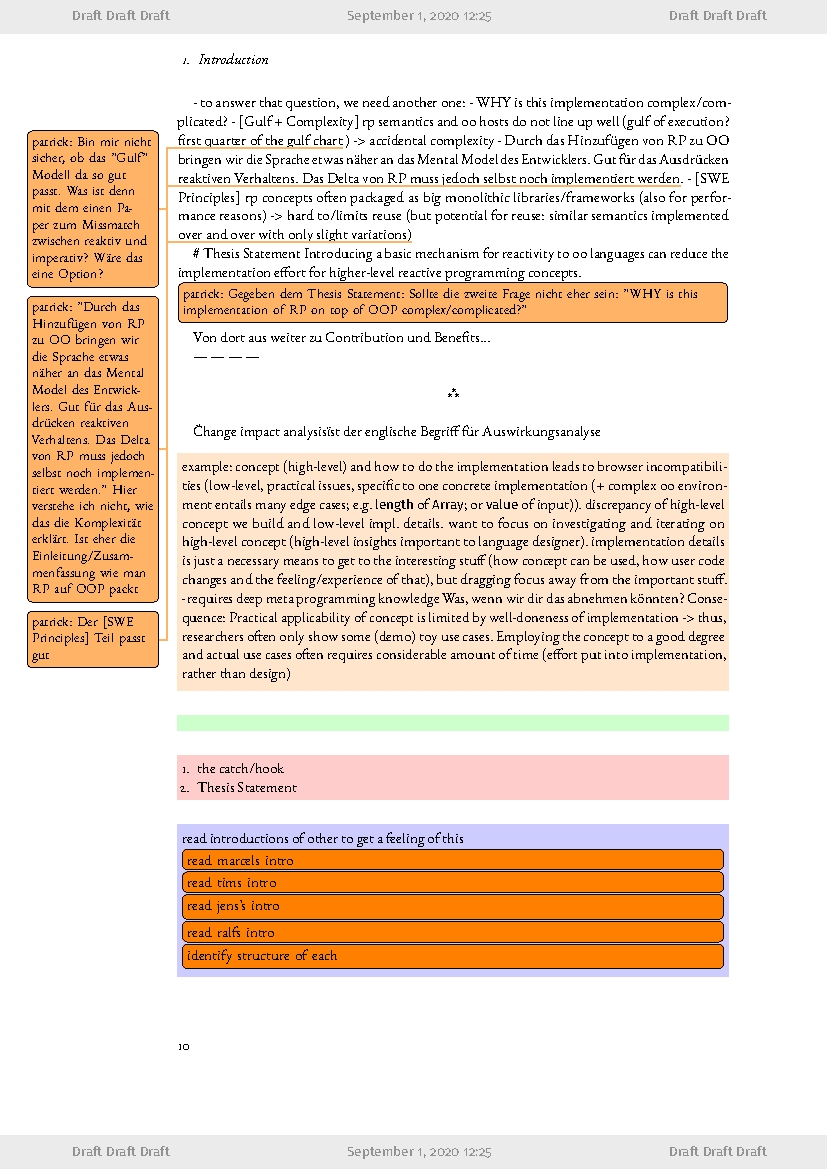 Draft Draft Draft September 1, 2020 12:25 Draft Draft Draft
1. Introduction
- to answer that question, we need another one: - WHY is this implementation complex/com-
plicated? - [Gulf + Complexity] rp semantics and oo hosts do not line up well (gulf of execution?
first quarter of the gulf chart ) -> accidental complexity - Durch das Hinzufügen von RP zu OO
bringen wir die Sprache etwas näher an das Mental Model des Entwicklers. Gut für das Ausdrücken
reaktiven Verhaltens. Das Delta von RP muss jedoch selbst noch implementiert werden. - [SWE
Principles] rp concepts often packaged as big monolithic libraries/frameworks (also for perfor-
mance reasons) -> hard to/limits reuse (but potential for reuse: similar semantics implemented
over and over with only slight variations)
# Thesis Statement Introducing a basic mechanism for reactivity to oo languages can reduce the
implementation effort for higher-level reactive programming concepts.
patrick: Gegeben dem Thesis Statement: Sollte die zweite Frage nicht eher sein: "WHY is this
implementation of RP on top of OOP complex/complicated?"
Von dort aus weiter zu Contribution und Benefits...
— — — —
⁂
C̈hange impact analysisïst der englische Begriff für Auswirkungsanalyse
example: concept (high-level) and how to do the implementation leads to browser incompatibili-
ties (low-level, practical issues, specific to one concrete implementation (+ complex oo environ-
ment entails many edge cases; e.g. length of Array; or value of input)). discrepancy of high-level
concept we build and low-level impl. details. want to focus on investigating and iterating on
high-level concept (high-level insights important to language designer). implementation details
is just a necessary means to get to the interesting stuff (how concept can be used, how user code
changes and the feeling/experience of that), but dragging focus away from the important stuff.
-requires deep meta programming knowledge Was, wenn wir dir das abnehmen könnten? Conse-
quence: Practical applicability of concept is limited by well-doneness of implementation -> thus,
researchers often only show some (demo) toy use cases. Employing the concept to a good degree
and actual use cases often requires considerable amount of time (effort put into implementation,
rather than design)
1. the catch/hook
2. Thesis Statement
read introductions of other to get a feeling of this
read marcels intro
read tims intro
read jens's intro
read ralfs intro
identify structure of each
patrick: Bin mir nicht
sicher, ob das "Gulf"
Modell da so gut
passt. Was ist denn
mit dem einen Pa-
per zum Missmatch
zwischen reaktiv und
imperativ? Wäre das
eine Option?
patrick: "Durch das
Hinzufügen von RP
zu OO bringen wir
die Sprache etwas
näher an das Mental
Model des Entwick-
lers. Gut für das Aus-
drücken reaktiven
Verhaltens. Das Delta
von RP muss jedoch
selbst noch implemen-
tiert werden." Hier
verstehe ich nicht, wie
das die Komplexität
erklärt. Ist eher die
Einleitung/Zusam-
menfassung wie man
RP auf OOP packt
patrick: Der [SWE
Principles] Teil passt
gut
10
Draft Draft Draft September 1, 2020 12:25 Draft Draft Draft